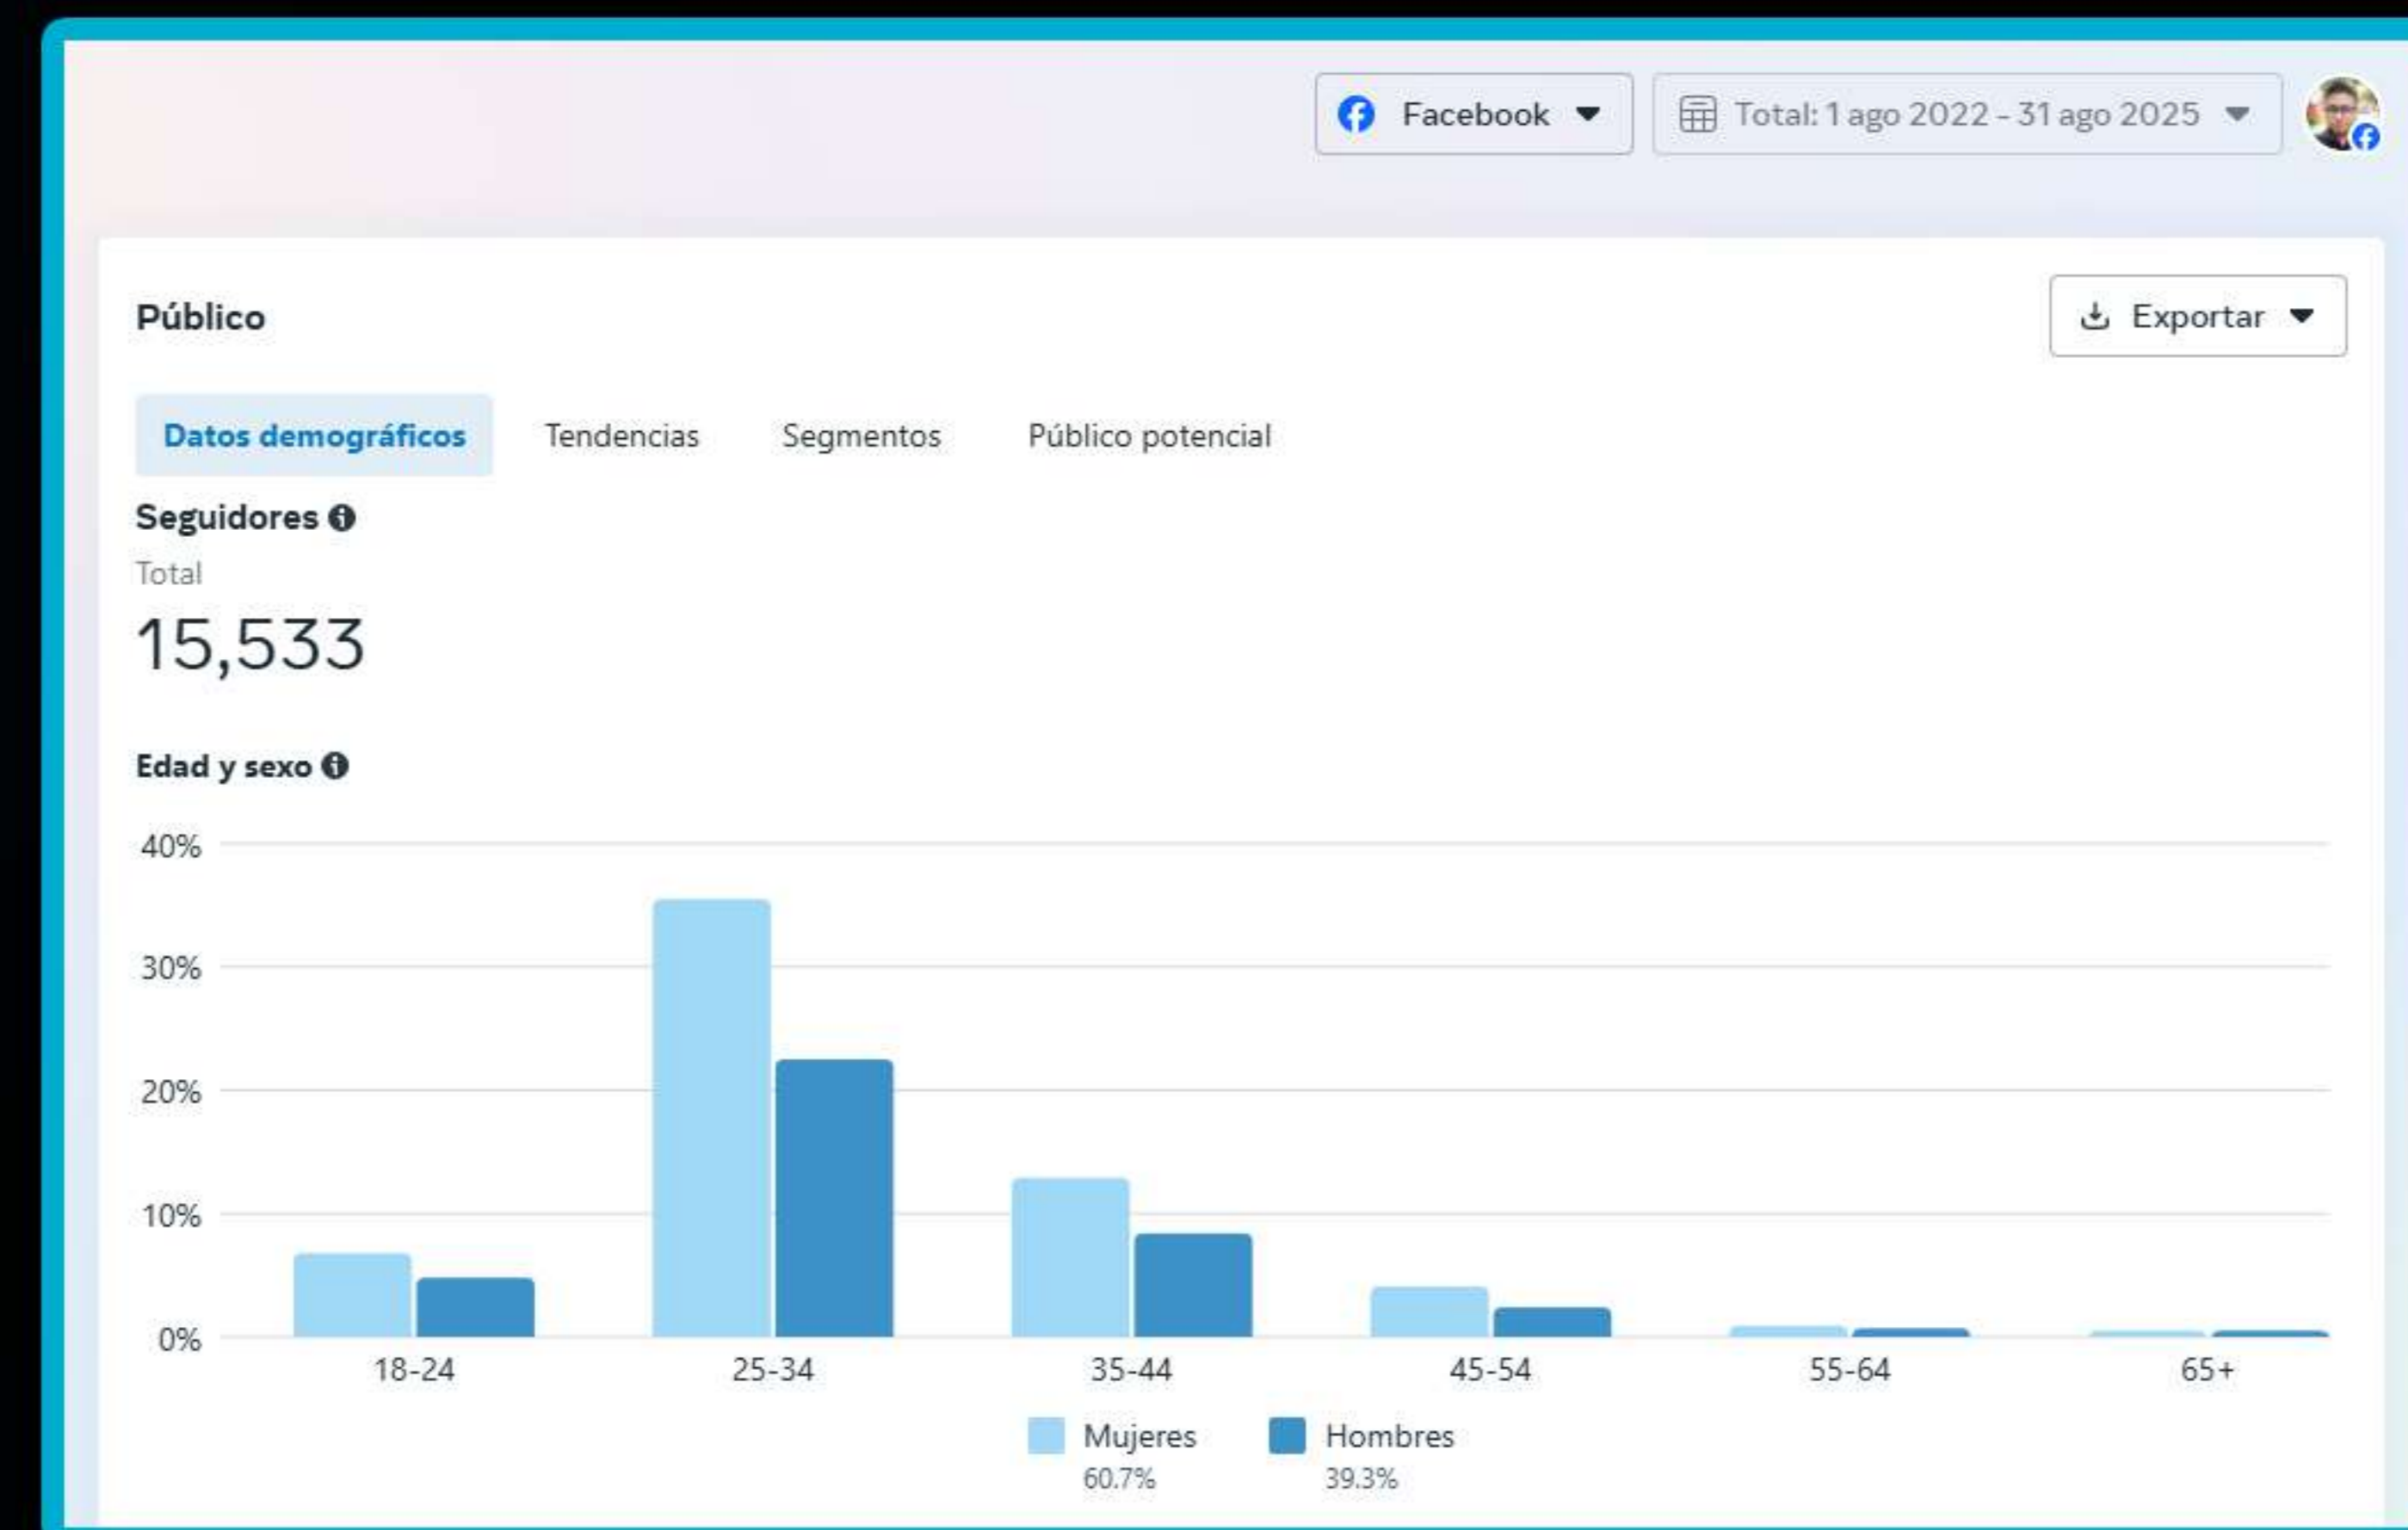 Facebook
Total: 1 ago 2022 - 31 ago 2025
Público
Exportar
Datos demográficos
Tendencias
Segmentos
Público potencial
Seguidores
Total
15,533
Edad y sexo
40%
30%
20%
10%
0%
18-24
25-34
35-44
45-54
55-64
65+
Mujeres
60.7%
Hombres
39.3%